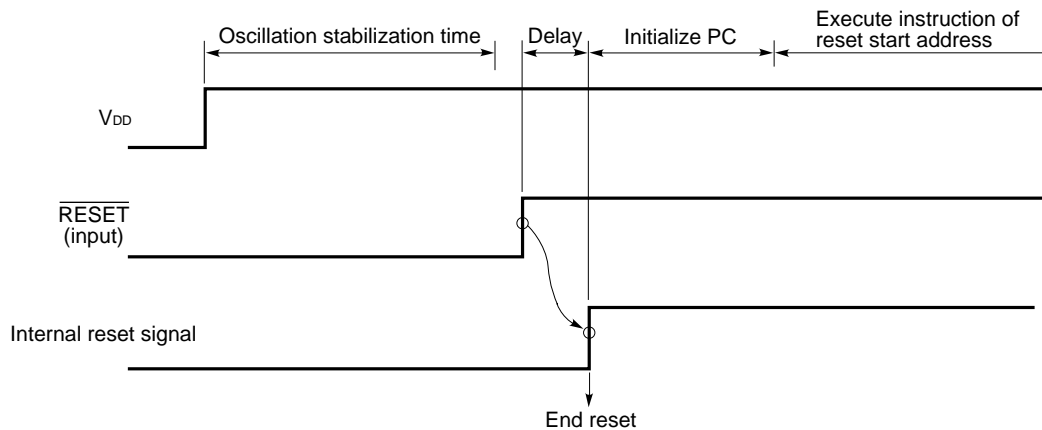 Oscillation stabilization time
Delay
Initialize PC
Execute instruction of
reset start address
VDD
RESET
(input)
Internal reset signal
End reset